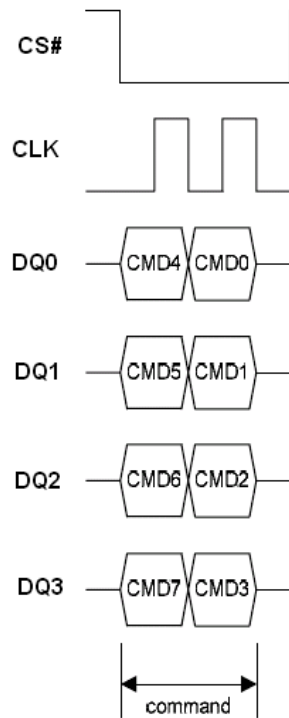 CS#
CLK
DQ0 CMD4 CMD0
DQ1 CMD5 CMD1
DQ2 CMD6 CMD2
DQ3 CMD7 CMD3
command